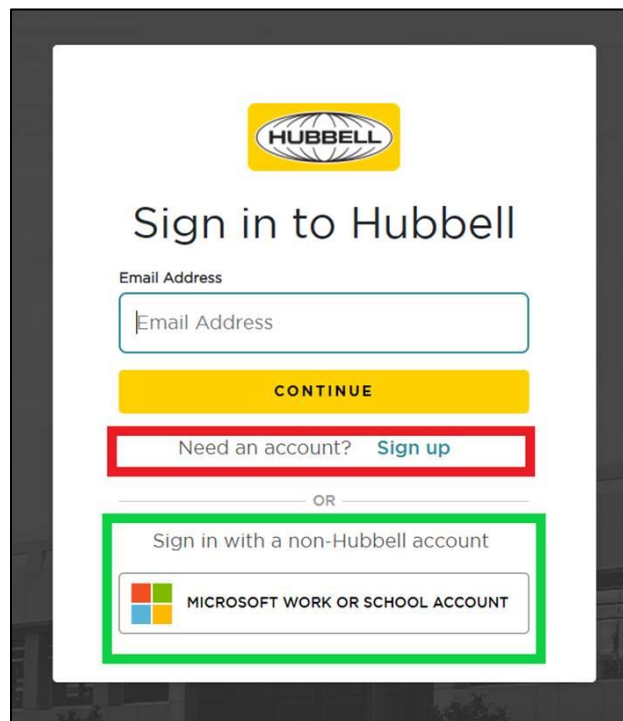 HUBBELL
Sign in to Hubbell
Email Address
Email Address
CONTINUE
Need an account? Sign up
OR
Sign in with a non-Hubbell account
MICROSOFT WORK OR SCHOOL ACCOUNT